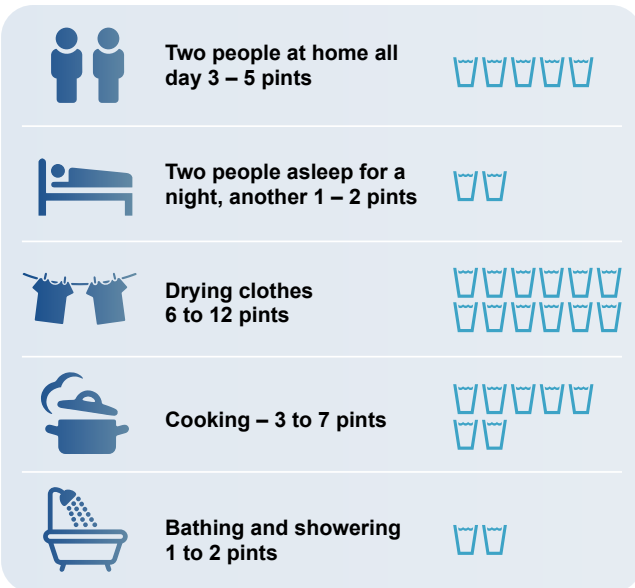 Two people at home all
day 3 – 5 pints
Two people asleep for a
night, another 1 – 2 pints
Drying clothes
6 to 12 pints
Cooking – 3 to 7 pints
Bathing and showering
1 to 2 pints